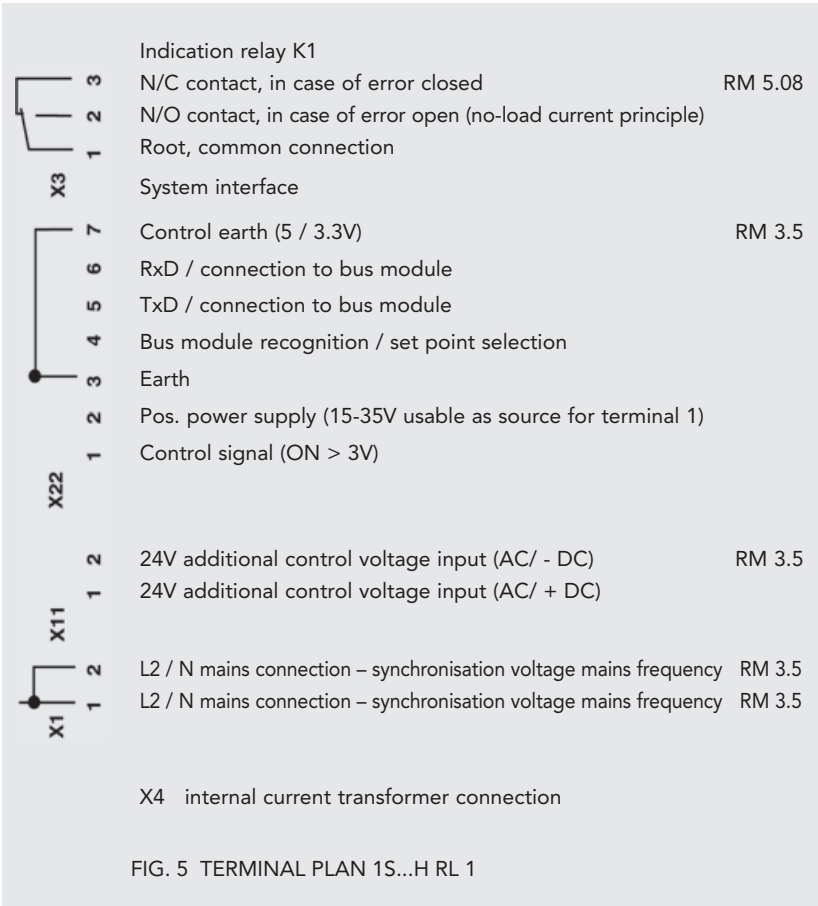 Indication relay K1
3 N/C contact, in case of error closed RM 5.08
2 N/O contact, in case of error open (no-load current principle)
1 Root, common connection
X3 System interface
7 Control earth (5 / 3.3V) RM 3.5
6 RxD / connection to bus module
5 TxD / connection to bus module
4 Bus module recognition / set point selection
3 Earth
2 Pos. power supply (15-35V usable as source for terminal 1)
1 Control signal (ON > 3V)
X22
2 24V additional control voltage input (AC/ - DC) RM 3.5
1 24V additional control voltage input (AC/ + DC)
X11
2 L2 / N mains connection – synchronisation voltage mains frequency RM 3.5
1 L2 / N mains connection – synchronisation voltage mains frequency RM 3.5
X1
X4 internal current transformer connection
FIG. 5 TERMINAL PLAN 1S...H RL 1